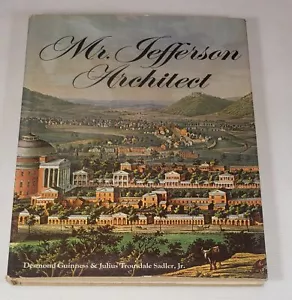 Mr. Jefferson
Architect
Desmond Guinness & Julius Trousdale Sadler, Jr.